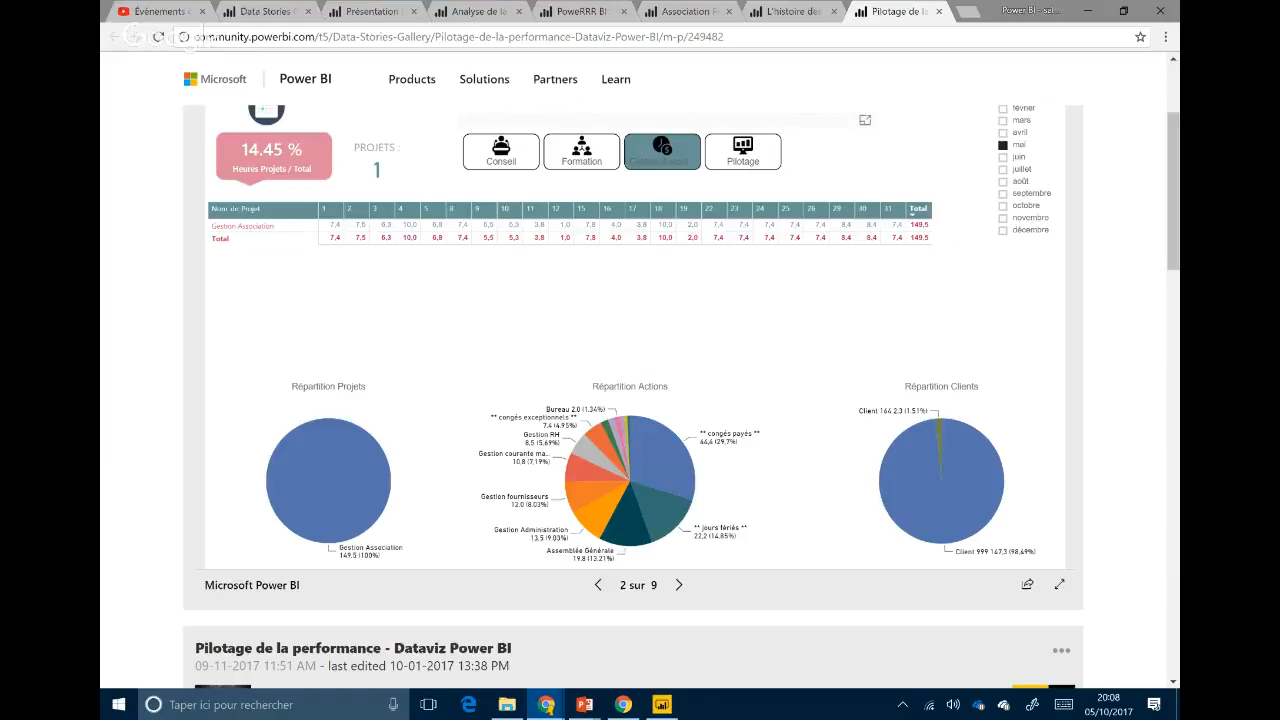 Évènements e
Data Stories
Présentation
Analyse de la
PoweRRR BI
Association
L'histoire des
Pilotage de la
Power BI - sal...
ommunity.powerbi.com/t5/Data-Stories-Gallery/Pilotage-de-la-performance-Dataviz-Power-BI/m-p/249482
Microsoft
Power BI
Products
Solutions
Partners
Learn
14.45 %
Heures Projets / Total
PROJETS :
1
Conseil
Formation
Pilotage
février
mars
avril
mai
juin
juillet
août
septembre
octobre
novembre
décembre
Nom de Projet 1 2 3 4 5 8 9 10 11 12 15 16 17 18 19 22 23 24 25 26 29 30 31 Total
Gestion Association 7,4 7,5 6,3 10,0 6,8 7,4 5,5 5,3 3,8 1,0 7,8 4,0 3,8 10,0 2,0 7,4 7,4 7,4 7,4 7,4 8,4 8,4 7,4 149,5
Total 7,4 7,5 6,3 10,0 6,8 7,4 5,5 5,3 3,8 1,0 7,8 4,0 3,8 10,0 2,0 7,4 7,4 7,4 7,4 7,4 8,4 8,4 7,4 149,5
Répartition Projets
Gestion Association
149,5 (100%)
Répartition Actions
Bureau 2,0 (1,34%)
** congés exceptionnels **
7,4 (4,95%)
Gestion RH
8,5 (5,69%)
Gestion courante ma...
10,8 (7,19%)
Gestion fournisseurs
12,0 (8,03%)
Gestion Administration
13,5 (9,03%)
Assemblée Générale
19,8 (13,21%)
** congés payés **
44,4 (29,7%)
** jours fériés **
22,2 (14,85%)
Répartition Clients
Client 164 2,3 (1,51%)
Client 999 147,3 (98,49%)
Microsoft Power BI
2 sur 9
Pilotage de la performance - Dataviz Power BI
09-11-2017 11:51 AM - last edited 10-01-2017 13:38 PM
Taper ici pour rechercher
20:08
05/10/2017